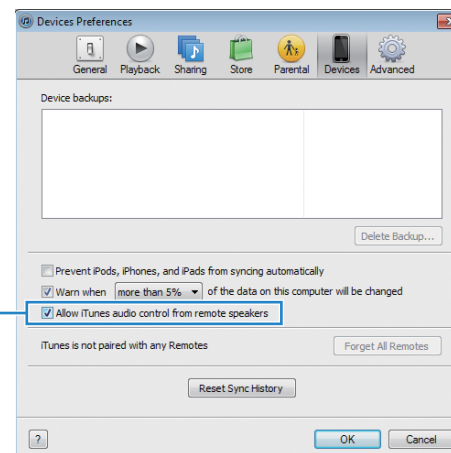 Devices Preferences
General Playback Sharing Store Parental Devices Advanced
Device backups:
Delete Backup...
Prevent iPods, iPhones, and iPads from syncing automatically
Warn when more than 5% of the data on this computer will be changed
Allow iTunes audio control from remote speakers
iTunes is not paired with any Remotes Forget All Remotes
Reset Sync History
? OK Cancel